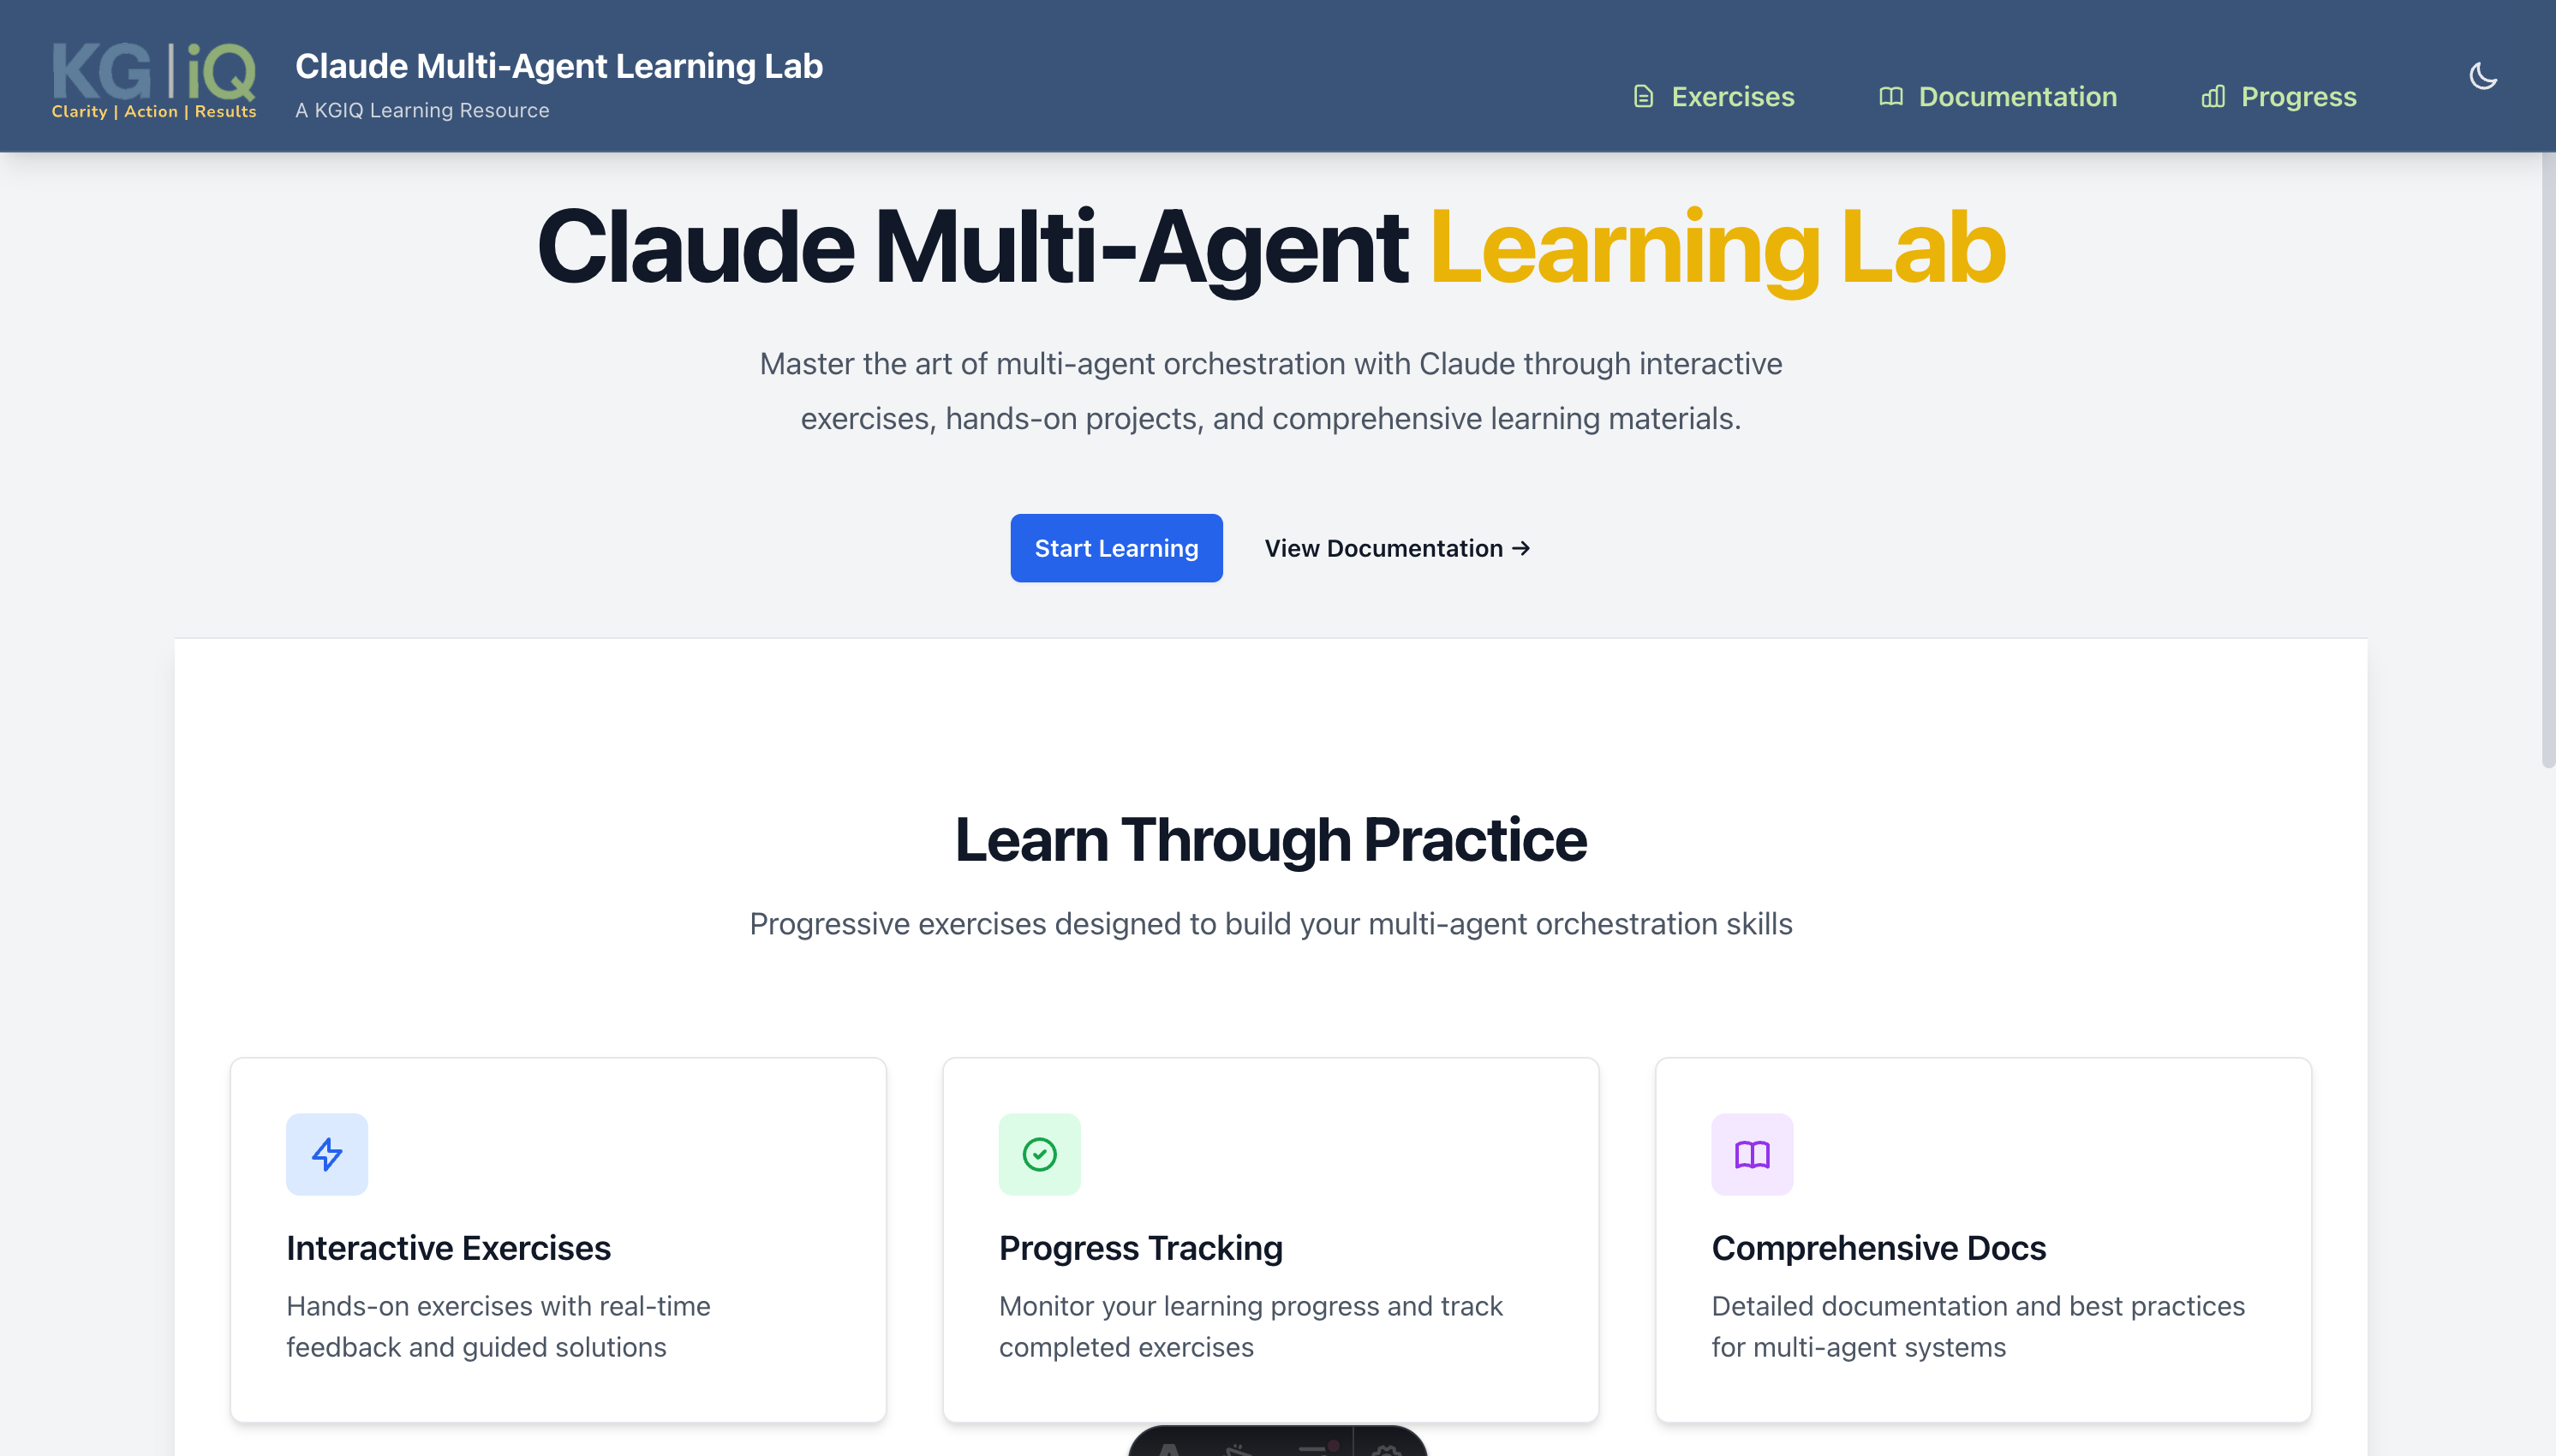 KG|iQ
Clarity | Action | Results
Claude Multi-Agent Learning Lab
A KGIQ Learning Resource
Exercises
Documentation
Progress
Claude Multi-Agent Learning Lab
Master the art of multi-agent orchestration with Claude through interactive
exercises, hands-on projects, and comprehensive learning materials.
Start Learning
View Documentation →
Learn Through Practice
Progressive exercises designed to build your multi-agent orchestration skills
Interactive Exercises
Hands-on exercises with real-time
feedback and guided solutions
Progress Tracking
Monitor your learning progress and track
completed exercises
Comprehensive Docs
Detailed documentation and best practices
for multi-agent systems